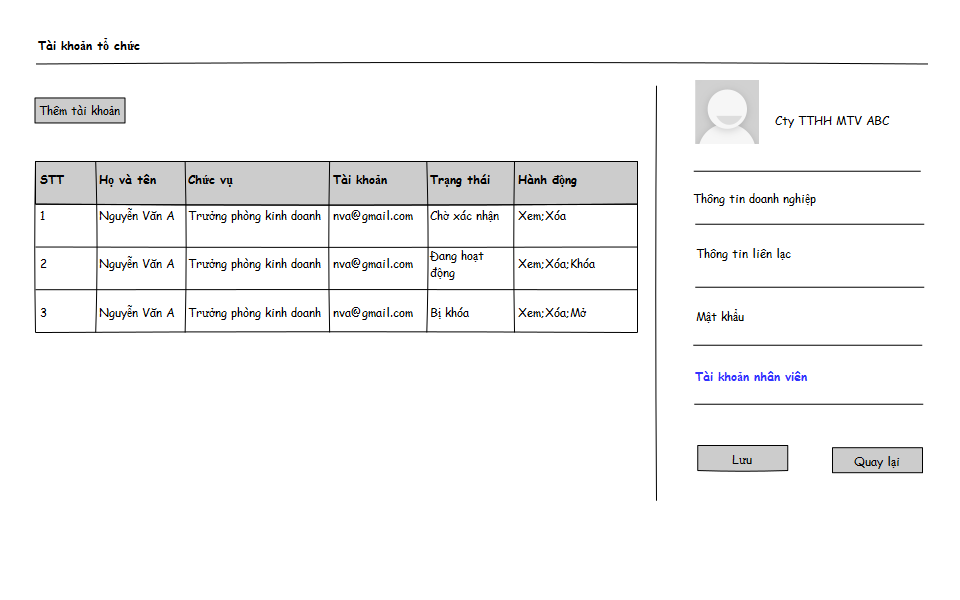 Tài khoản tổ chức
Thêm tài khoản
STT Họ và tên Chức vụ Tài khoản Trạng thái Hành động
1 Nguyễn Văn A Trưởng phòng kinh doanh nva@gmail.com Chờ xác nhận Xem;Xóa
2 Nguyễn Văn A Trưởng phòng kinh doanh nva@gmail.com Đang hoạt động Xem;Xóa;Khóa
3 Nguyễn Văn A Trưởng phòng kinh doanh nva@gmail.com Bị khóa Xem;Xóa;Mở
Cty TTHH MTV ABC
Thông tin doanh nghiệp
Thông tin liên lạc
Mật khẩu
Tài khoản nhân viên
Lưu
Quay lại